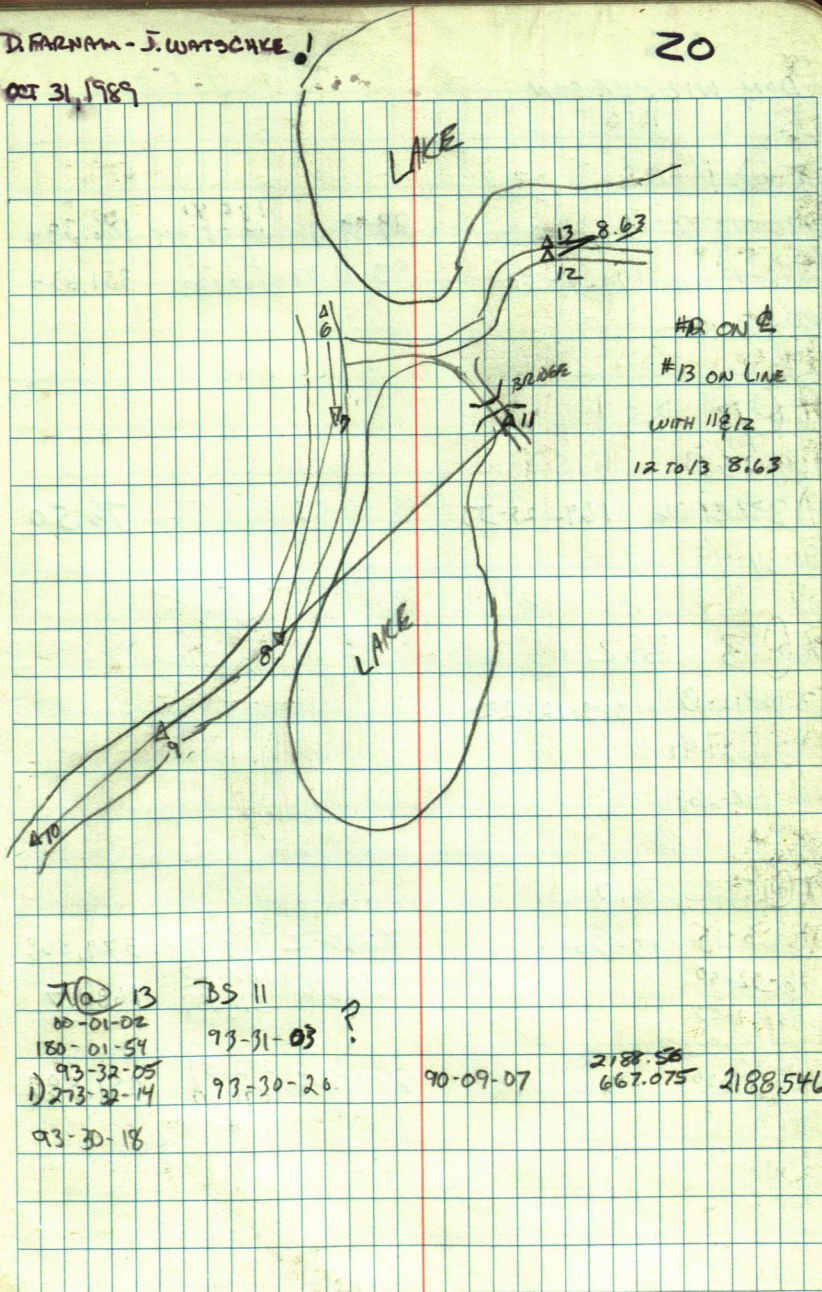 D. FARNAM - J. WATSCHKE !
20
OCT 31, 1989
LAKE
13 8.63
12
6
#12 ON ℄
BRIDGE
#13 ON LINE
7
11
WITH 11 & 12
12 TO 13 8.63
LAKE
8
9
10
⊼@ 13 BS 11
00-01-02
180-01-54 93-31-03 ?
93-32-05 2188.56
1) 273-32-14 93-30-20 90-09-07 667.075 2188.546
93-30-18